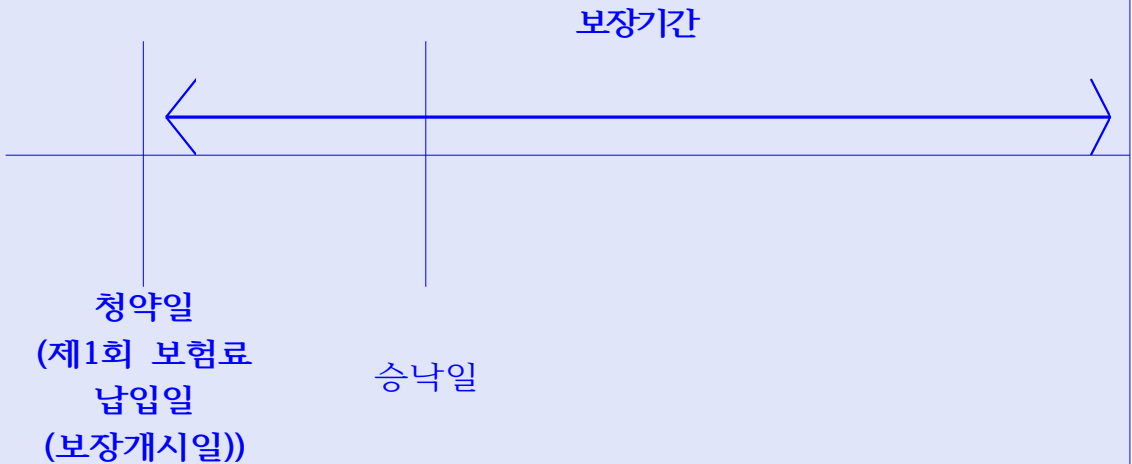 보장기간
청약일
(제1회 보험료
납입일
(보장개시일))
승낙일